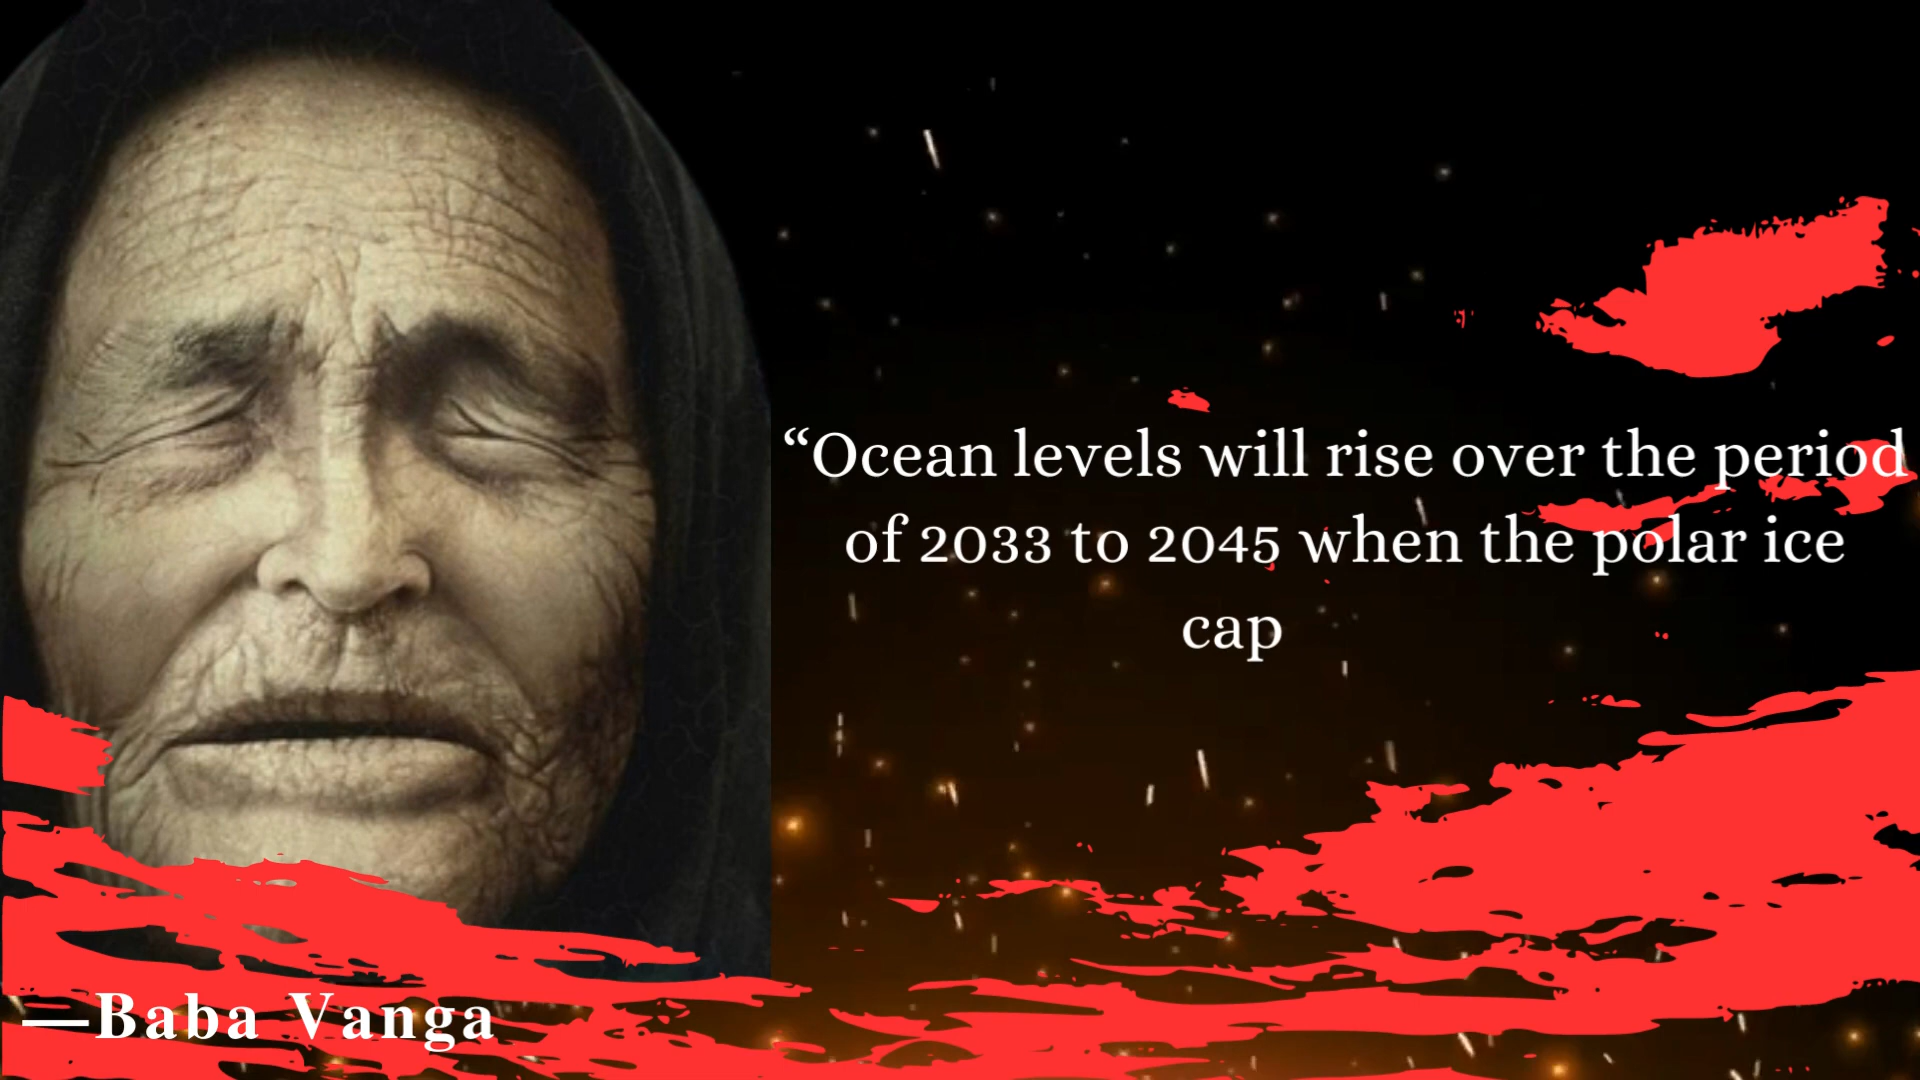 “Ocean levels will rise over the period
of 2033 to 2045 when the polar ice
cap
—Baba Vanga